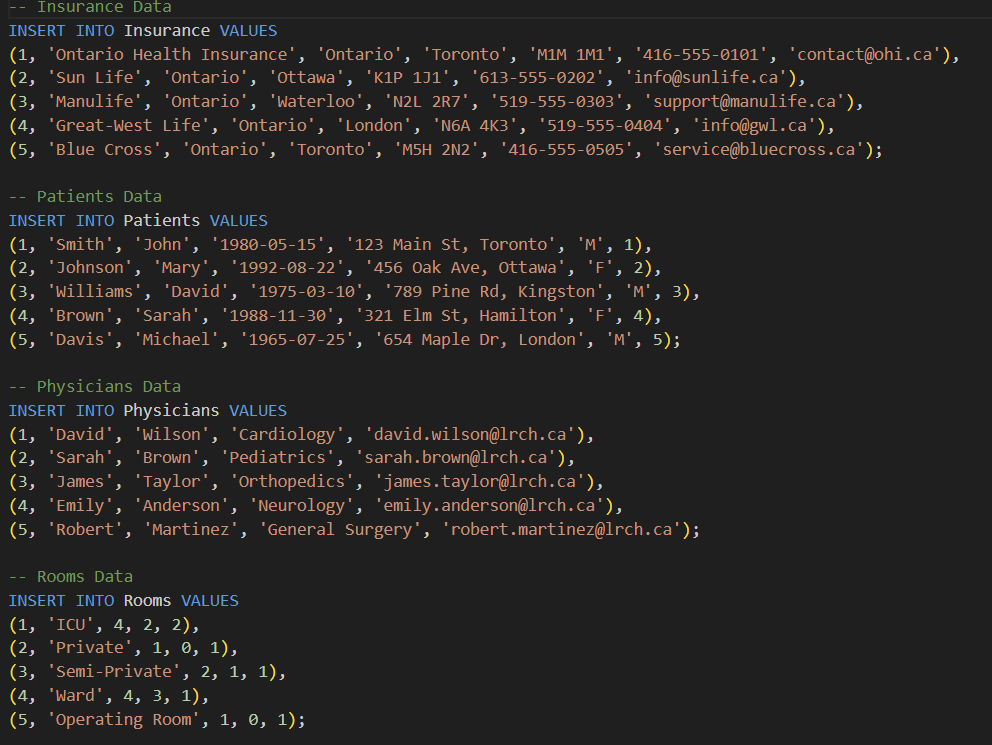 -- Insurance Data
INSERT INTO Insurance VALUES
(1, 'Ontario Health Insurance', 'Ontario', 'Toronto', 'M1M 1M1', '416-555-0101', 'contact@ohi.ca'),
(2, 'Sun Life', 'Ontario', 'Ottawa', 'K1P 1J1', '613-555-0202', 'info@sunlife.ca'),
(3, 'Manulife', 'Ontario', 'Waterloo', 'N2L 2R7', '519-555-0303', 'support@manulife.ca'),
(4, 'Great-West Life', 'Ontario', 'London', 'N6A 4K3', '519-555-0404', 'info@gwl.ca'),
(5, 'Blue Cross', 'Ontario', 'Toronto', 'M5H 2N2', '416-555-0505', 'service@bluecross.ca');
-- Patients Data
INSERT INTO Patients VALUES
(1, 'Smith', 'John', '1980-05-15', '123 Main St, Toronto', 'M', 1),
(2, 'Johnson', 'Mary', '1992-08-22', '456 Oak Ave, Ottawa', 'F', 2),
(3, 'Williams', 'David', '1975-03-10', '789 Pine Rd, Kingston', 'M', 3),
(4, 'Brown', 'Sarah', '1988-11-30', '321 Elm St, Hamilton', 'F', 4),
(5, 'Davis', 'Michael', '1965-07-25', '654 Maple Dr, London', 'M', 5);
-- Physicians Data
INSERT INTO Physicians VALUES
(1, 'David', 'Wilson', 'Cardiology', 'david.wilson@lrch.ca'),
(2, 'Sarah', 'Brown', 'Pediatrics', 'sarah.brown@lrch.ca'),
(3, 'James', 'Taylor', 'Orthopedics', 'james.taylor@lrch.ca'),
(4, 'Emily', 'Anderson', 'Neurology', 'emily.anderson@lrch.ca'),
(5, 'Robert', 'Martinez', 'General Surgery', 'robert.martinez@lrch.ca');
-- Rooms Data
INSERT INTO Rooms VALUES
(1, 'ICU', 4, 2, 2),
(2, 'Private', 1, 0, 1),
(3, 'Semi-Private', 2, 1, 1),
(4, 'Ward', 4, 3, 1),
(5, 'Operating Room', 1, 0, 1);